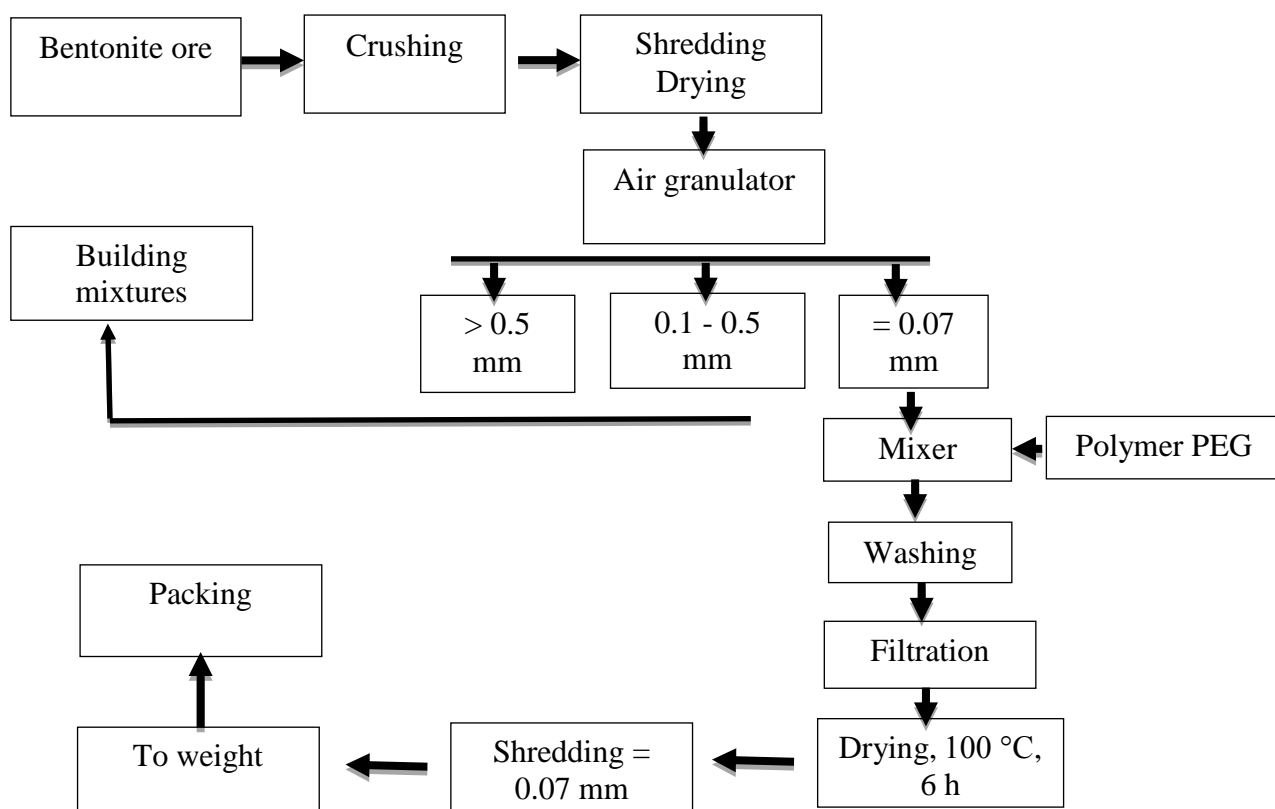 Bentonite ore
Crushing
Shredding
Drying
Air granulator
Building
mixtures
> 0.5
mm
0.1 - 0.5
mm
= 0.07
mm
Mixer
Polymer PEG
Washing
Packing
Filtration
To weight
Shredding =
0.07 mm
Drying, 100 °C,
6 h